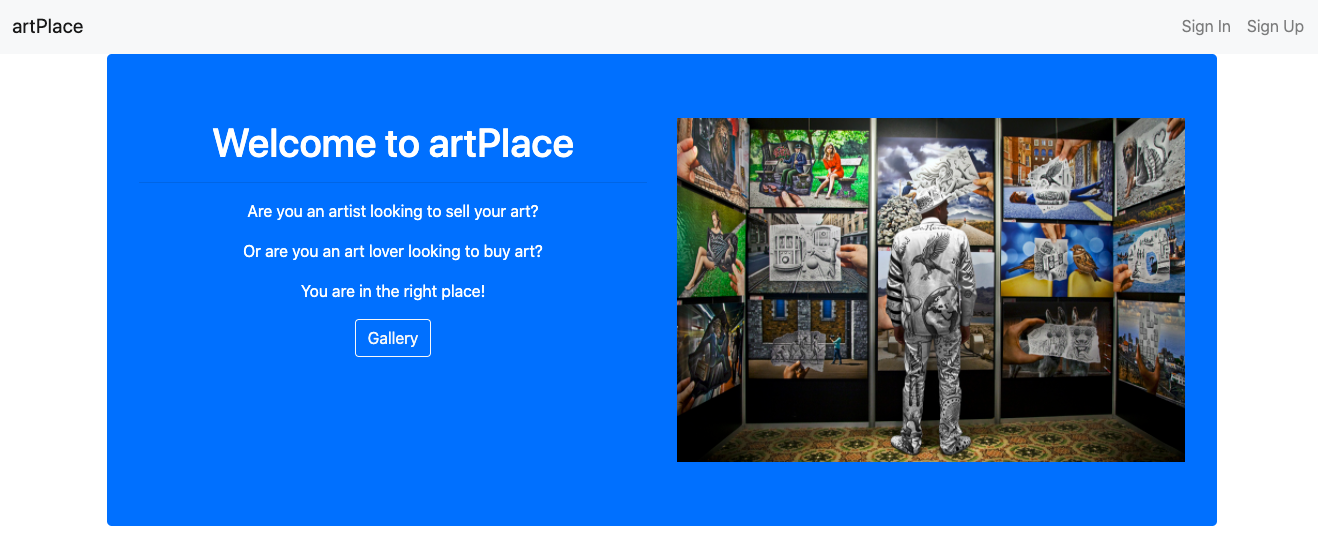 artPlace
Sign In Sign Up
Welcome to artPlace
Are you an artist looking to sell your art?
Or are you an art lover looking to buy art?
You are in the right place!
Gallery